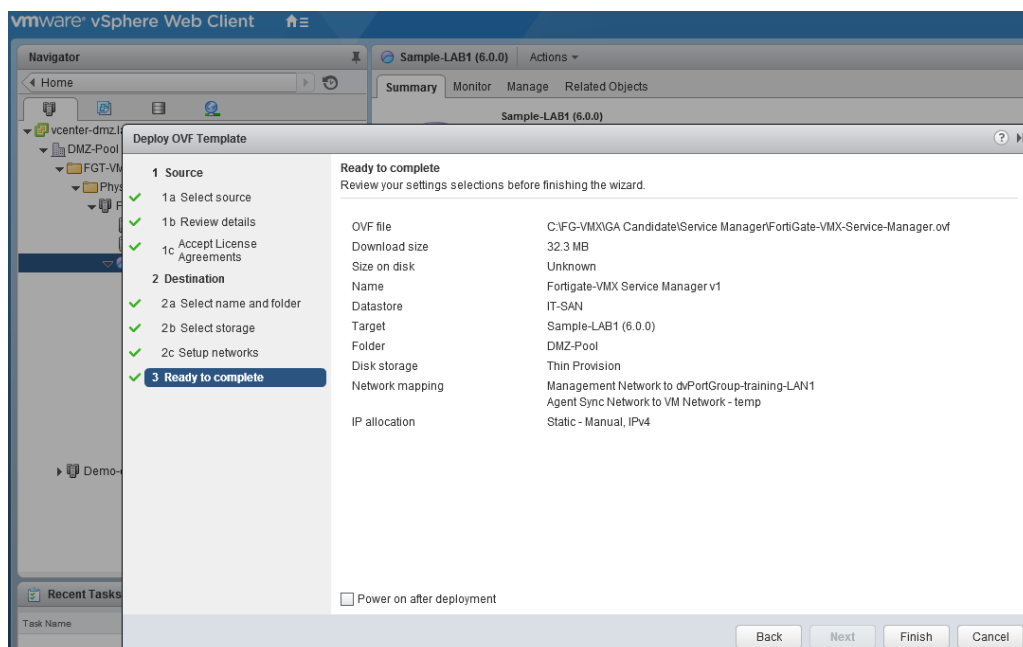 vmware® vSphere Web Client
Navigator
Home
vcenter-dmz.l
DMZ-Pool
FGT-VM
Phys
F
Demo-
Recent Tasks
Task Name
Sample-LAB1 (6.0.0) Actions
Summary Monitor Manage Related Objects
Sample-LAB1 (6.0.0)
Deploy OVF Template
?
1 Source
1a Select source
1b Review details
1c Accept License
Agreements
2 Destination
2a Select name and folder
2b Select storage
2c Setup networks
3 Ready to complete
Ready to complete
Review your settings selections before finishing the wizard.
OVF file C:\FG-VMX\GA Candidate\Service Manager\FortiGate-VMX-Service-Manager.ovf
Download size 32.3 MB
Size on disk Unknown
Name Fortigate-VMX Service Manager v1
Datastore IT-SAN
Target Sample-LAB1 (6.0.0)
Folder DMZ-Pool
Disk storage Thin Provision
Network mapping Management Network to dvPortGroup-training-LAN1
Agent Sync Network to VM Network - temp
IP allocation Static - Manual, IPv4
Power on after deployment
Back Next Finish Cancel